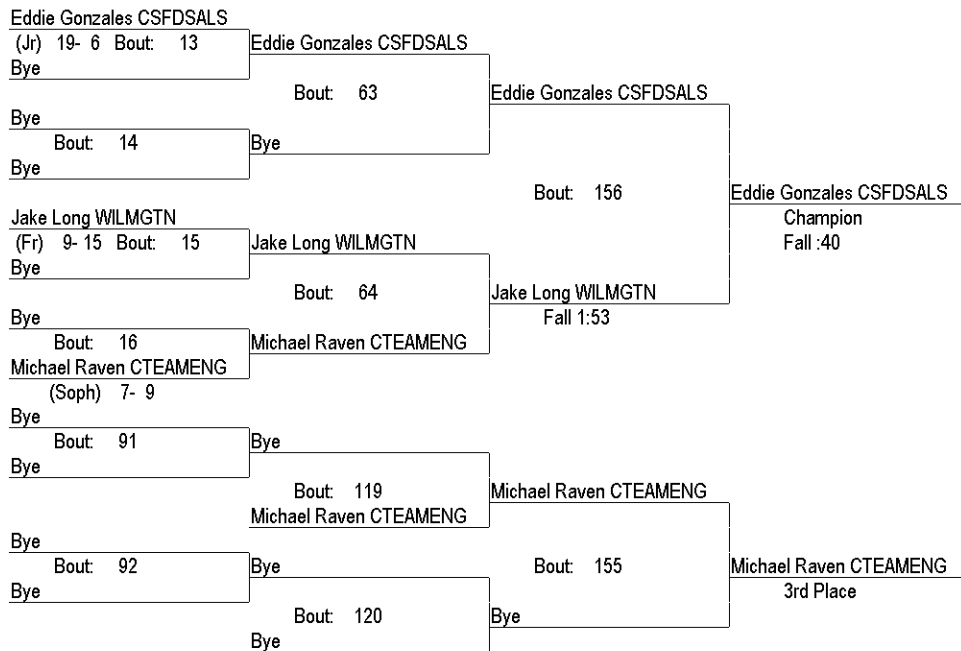 Eddie Gonzales CSFDSALS
(Jr) 19- 6 Bout: 13
Eddie Gonzales CSFDSALS
Bye
Bout: 63
Eddie Gonzales CSFDSALS
Bye
Bout: 14
Bye
Bye
Bout: 156
Eddie Gonzales CSFDSALS
Jake Long WILMGTN
Champion
(Fr) 9- 15 Bout: 15
Jake Long WILMGTN
Fall :40
Bye
Bout: 64
Jake Long WILMGTN
Bye
Fall 1:53
Bout: 16
Michael Raven CTEAMENG
Michael Raven CTEAMENG
(Soph) 7- 9
Bye
Bout: 91
Bye
Bye
Bout: 119
Michael Raven CTEAMENG
Michael Raven CTEAMENG
Bye
Bout: 92
Bye
Bout: 155
Michael Raven CTEAMENG
Bye
3rd Place
Bout: 120
Bye
Bye